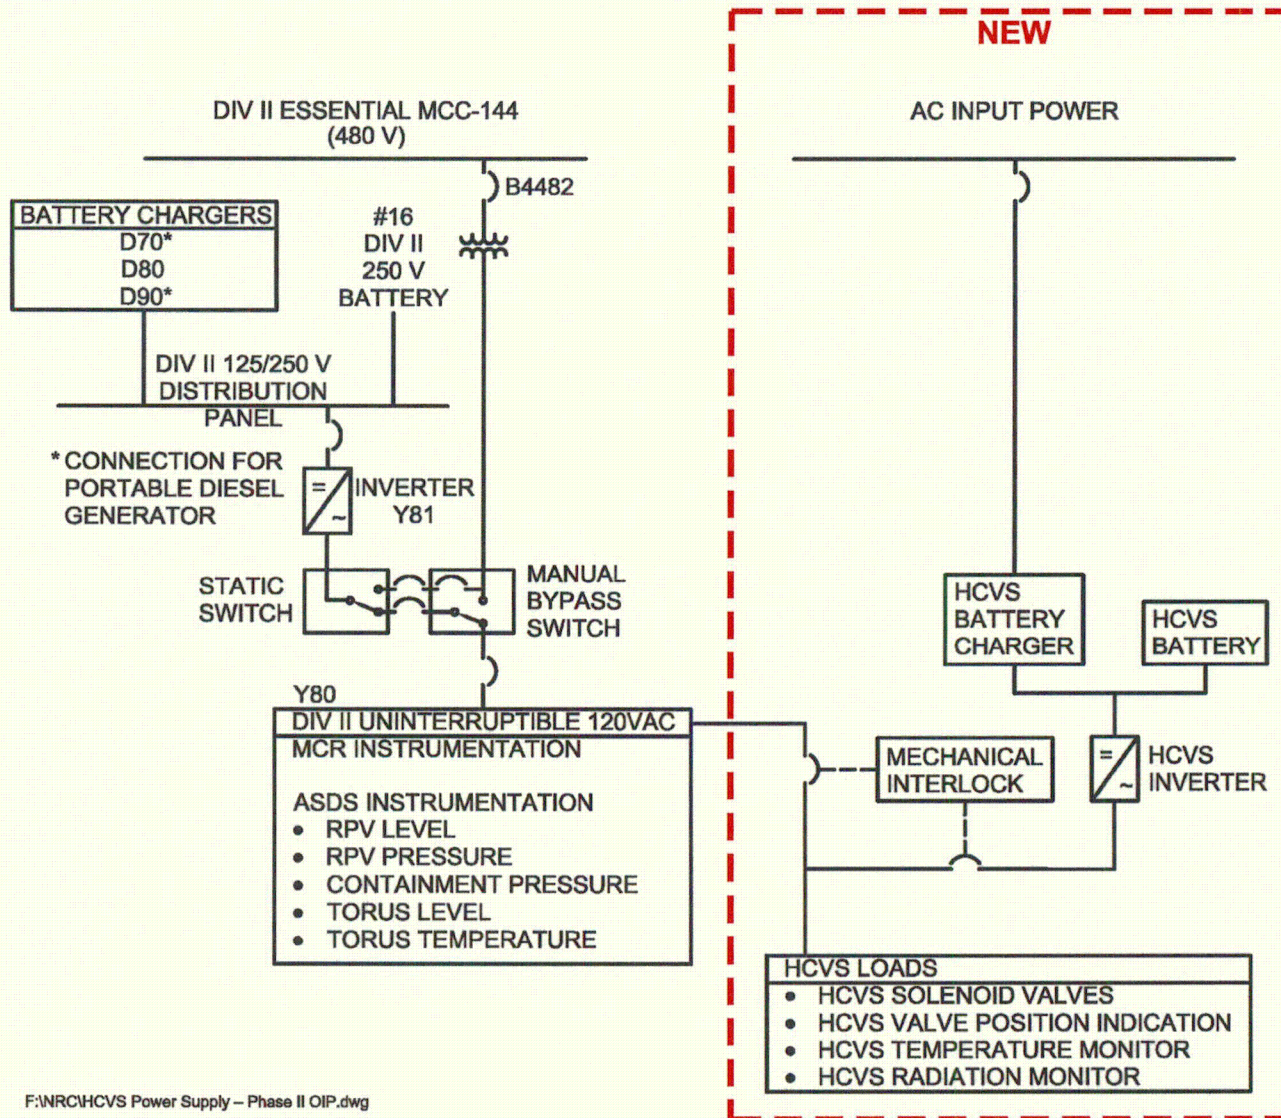 NEW
DIV II ESSENTIAL MCC-144
(480 V)
AC INPUT POWER
B4482
BATTERY CHARGERS
D70*
D80
D90*
#16
DIV II
250 V
BATTERY
DIV II 125/250 V
DISTRIBUTION
PANEL
* CONNECTION FOR
PORTABLE DIESEL
GENERATOR
=
~
INVERTER
Y81
STATIC
SWITCH
MANUAL
BYPASS
SWITCH
HCVS
BATTERY
CHARGER
HCVS
BATTERY
Y80
DIV II UNINTERRUPTIBLE 120VAC
MCR INSTRUMENTATION
ASDS INSTRUMENTATION
• RPV LEVEL
• RPV PRESSURE
• CONTAINMENT PRESSURE
• TORUS LEVEL
• TORUS TEMPERATURE
MECHANICAL
INTERLOCK
=
~
HCVS
INVERTER
HCVS LOADS
• HCVS SOLENOID VALVES
• HCVS VALVE POSITION INDICATION
• HCVS TEMPERATURE MONITOR
• HCVS RADIATION MONITOR
F:\NRC\HCVS Power Supply – Phase II OIP.dwg